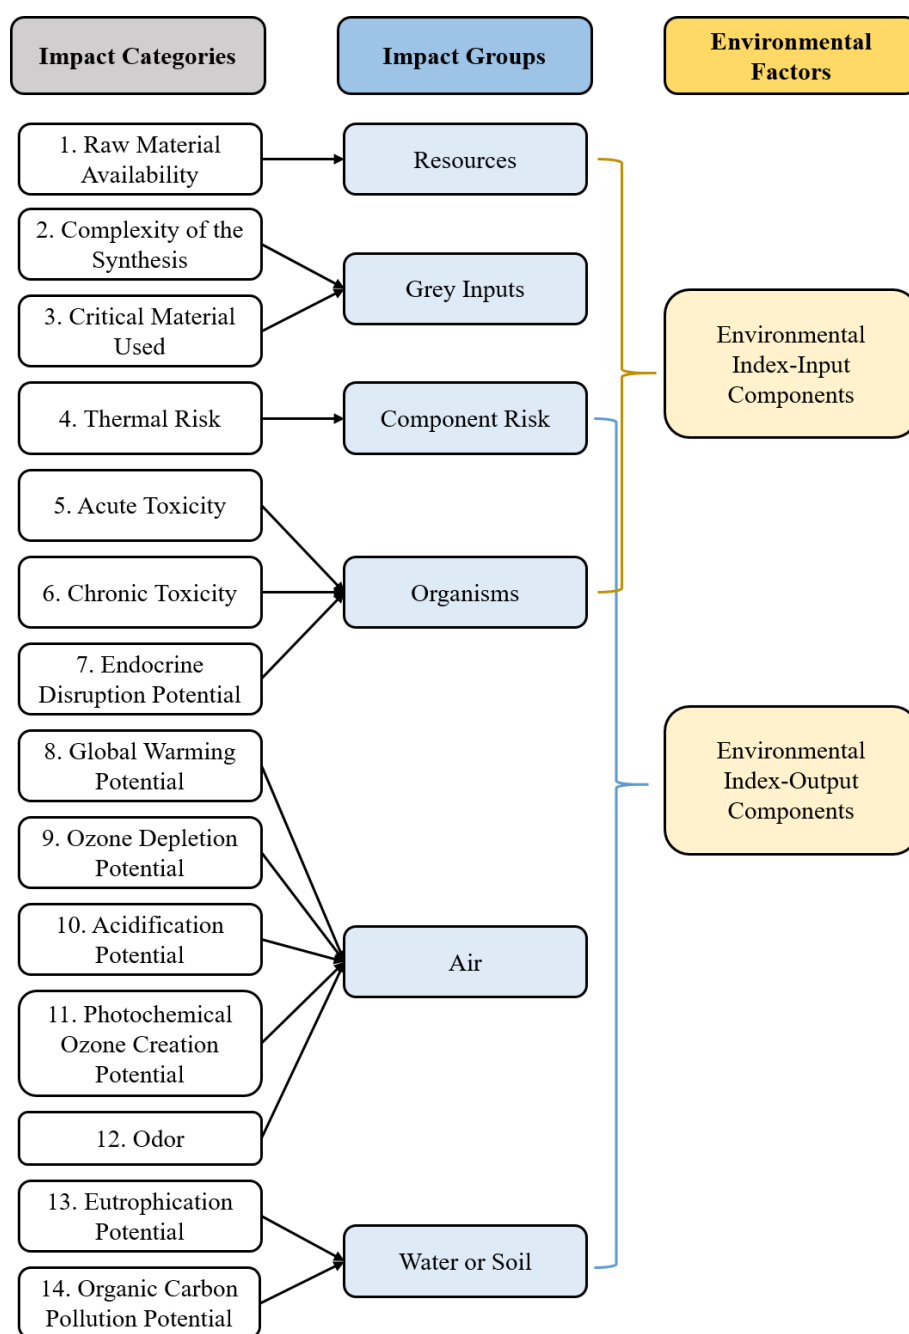 Impact Categories
Impact Groups
Environmental
Factors
1. Raw Material
Availability
Resources
2. Complexity of the
Synthesis
Grey Inputs
3. Critical Material
Used
Environmental
Index-Input
Components
4. Thermal Risk
Component Risk
5. Acute Toxicity
6. Chronic Toxicity
Organisms
7. Endocrine
Disruption Potential
8. Global Warming
Potential
Environmental
Index-Output
Components
9. Ozone Depletion
Potential
10. Acidification
Potential
Air
11. Photochemical
Ozone Creation
Potential
12. Odor
13. Eutrophication
Potential
Water or Soil
14. Organic Carbon
Pollution Potential